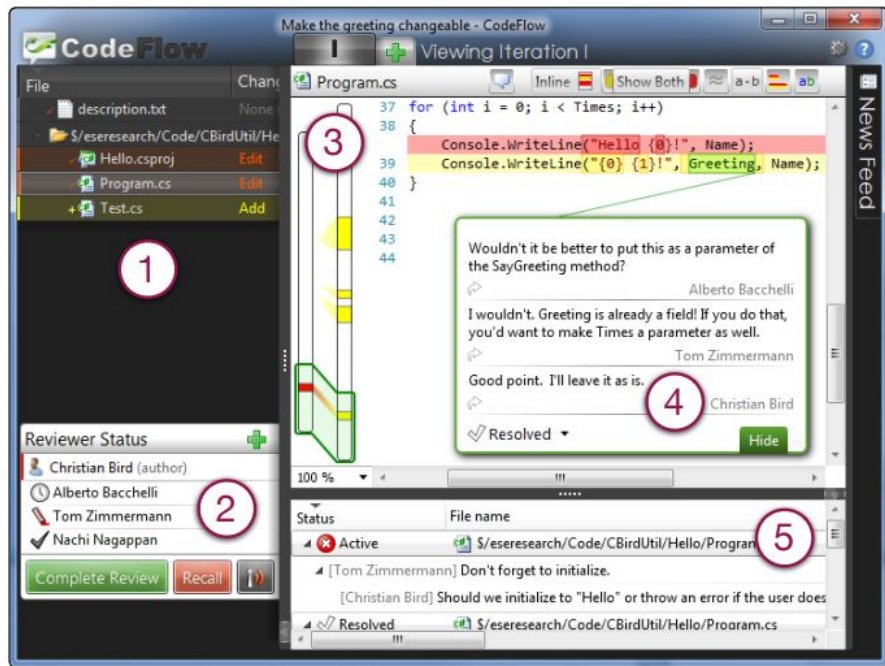 Make the greeting changeable - CodeFlow
CodeFlow
I
Viewing Iteration I
File
Chang
description.txt
None
$/eseresearch/Code/CBirdUtil/He
Hello.csproj
Edit
Program.cs
Edit
+ Test.cs
Add
1
Reviewer Status
Christian Bird (author)
Alberto Bacchelli
Tom Zimmermann
Nachi Nagappan
2
Complete Review
Recall
Program.cs
Inline
Show Both
a-b
ab
3
37 for (int i = 0; i < Times; i++)
38 {
Console.WriteLine("Hello {0}!", Name);
39 Console.WriteLine("{0} {1}!", Greeting, Name);
40 }
41
42
43
44
Wouldn't it be better to put this as a parameter of
the SayGreeting method?
Alberto Bacchelli
I wouldn't. Greeting is already a field! If you do that,
you'd want to make Times a parameter as well.
Tom Zimmermann
Good point. I'll leave it as is.
4
Christian Bird
Resolved
Hide
100 %
Status
File name
5
Active
$/eseresearch/Code/CBirdUtil/Hello/Program
[Tom Zimmermann] Don't forget to initialize.
[Christian Bird] Should we initialize to "Hello" or throw an error if the user does
Resolved
$/eseresearch/Code/CBirdUtil/Hello/Program.cs
News Feed